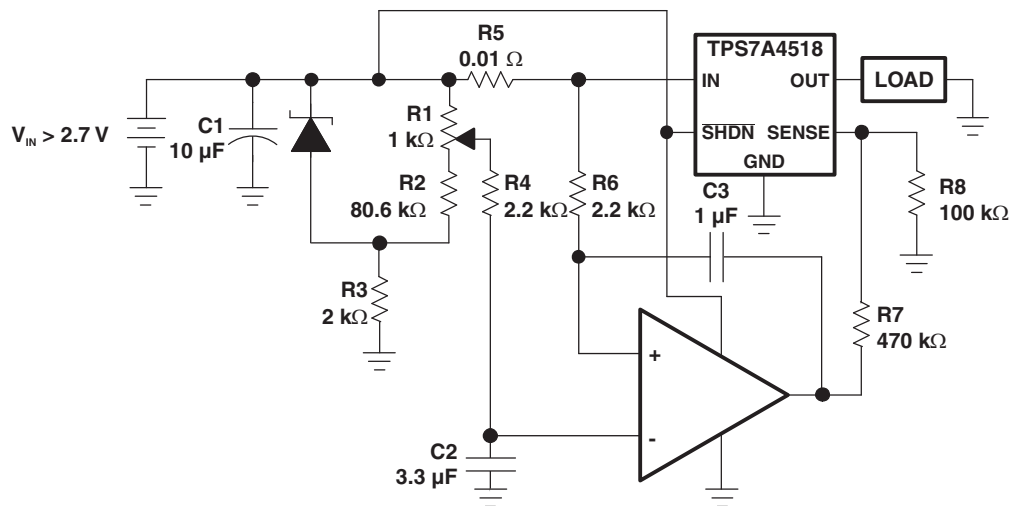 R5
0.01 Ω
TPS7A4518
IN
OUT
LOAD
R1
1 kΩ
V_IN > 2.7 V
C1
10 µF
SHDN
SENSE
GND
R2
80.6 kΩ
R4
2.2 kΩ
R6
2.2 kΩ
C3
1 µF
R8
100 kΩ
R3
2 kΩ
R7
470 kΩ
+
-
C2
3.3 µF